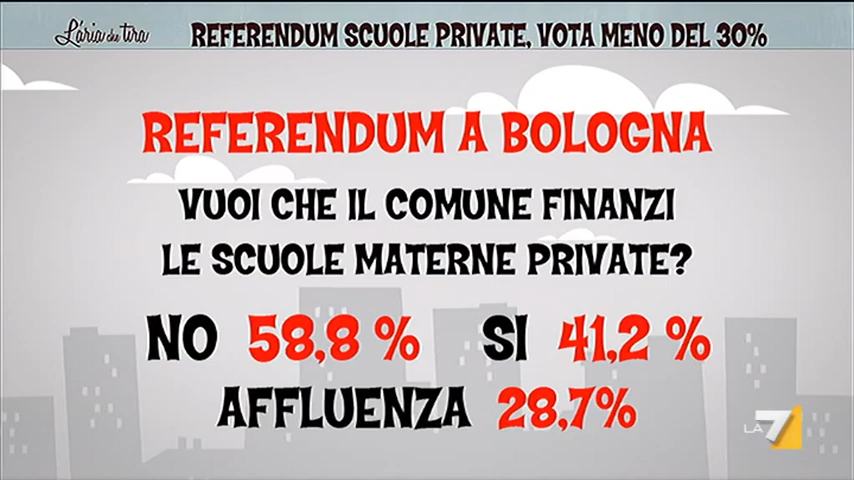 L'aria che tira
REFERENDUM SCUOLE PRIVATE, VOTA MENO DEL 30%
REFERENDUM A BOLOGNA
VUOI CHE IL COMUNE FINANZI
LE SCUOLE MATERNE PRIVATE?
NO 58,8 % SI 41,2 %
AFFLUENZA 28,7%
LA 7